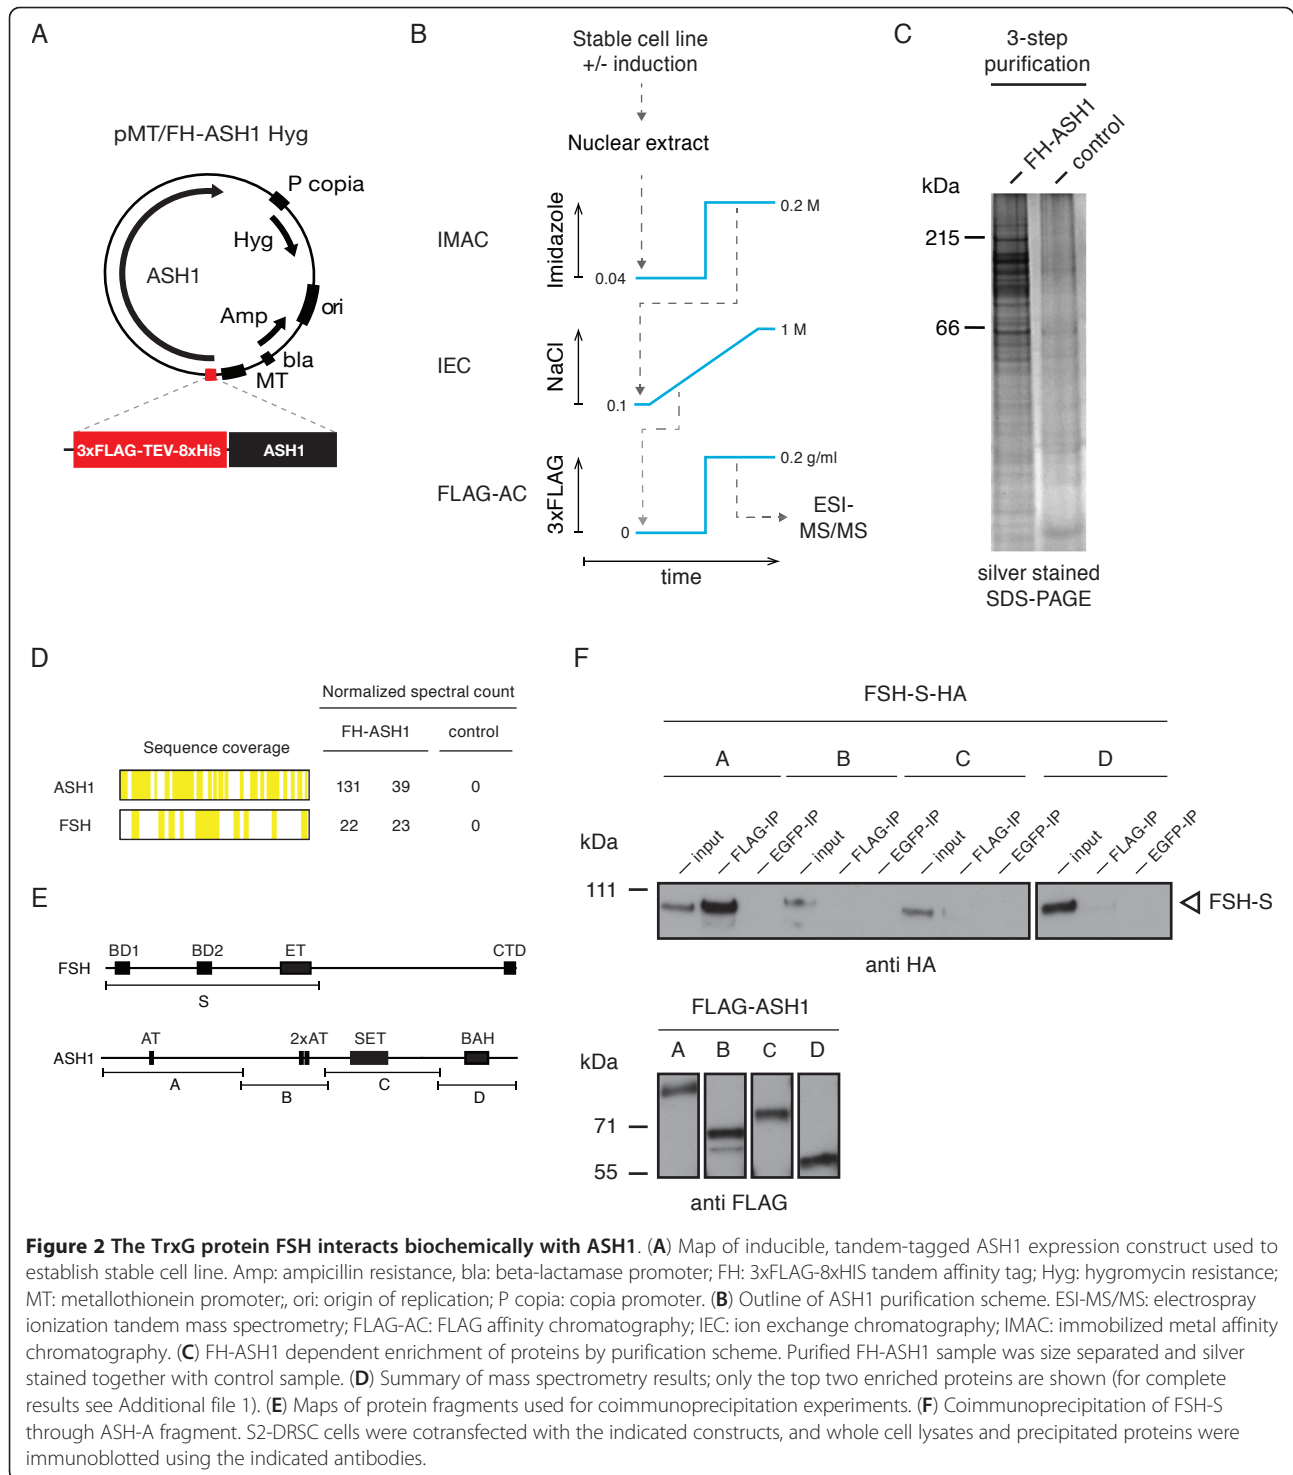 A
pMT/FH-ASH1 Hyg
P copia
Hyg
ASH1
ori
Amp
bla
MT
3xFLAG-TEV-8xHis
ASH1
B
Stable cell line
+/- induction
Nuclear extract
IMAC
Imidazole
0.2 M
0.04
IEC
NaCl
1 M
0.1
FLAG-AC
3xFLAG
0.2 g/ml
0
ESI-
MS/MS
time
C
3-step
purification
FH-ASH1
control
kDa
215
66
silver stained
SDS-PAGE
D
Normalized spectral count
Sequence coverage
FH-ASH1
control
ASH1
131
39
0
FSH
22
23
0
E
BD1
BD2
ET
CTD
FSH
S
AT
2xAT
SET
BAH
ASH1
A
B
C
D
F
FSH-S-HA
A
B
C
D
kDa
input
FLAG-IP
EGFP-IP
input
FLAG-IP
EGFP-IP
input
FLAG-IP
EGFP-IP
input
FLAG-IP
EGFP-IP
111
FSH-S
anti HA
FLAG-ASH1
kDa
A
B
C
D
71
55
anti FLAG
Figure 2 The TrxG protein FSH interacts biochemically with ASH1. (A) Map of inducible, tandem-tagged ASH1 expression construct used to
establish stable cell line. Amp: ampicillin resistance, bla: beta-lactamase promoter; FH: 3xFLAG-8xHIS tandem affinity tag; Hyg: hygromycin resistance;
MT: metallothionein promoter;, ori: origin of replication; P copia: copia promoter. (B) Outline of ASH1 purification scheme. ESI-MS/MS: electrospray
ionization tandem mass spectrometry; FLAG-AC: FLAG affinity chromatography; IEC: ion exchange chromatography; IMAC: immobilized metal affinity
chromatography. (C) FH-ASH1 dependent enrichment of proteins by purification scheme. Purified FH-ASH1 sample was size separated and silver
stained together with control sample. (D) Summary of mass spectrometry results; only the top two enriched proteins are shown (for complete
results see Additional file 1). (E) Maps of protein fragments used for coimmunoprecipitation experiments. (F) Coimmunoprecipitation of FSH-S
through ASH-A fragment. S2-DRSC cells were cotransfected with the indicated constructs, and whole cell lysates and precipitated proteins were
immunoblotted using the indicated antibodies.